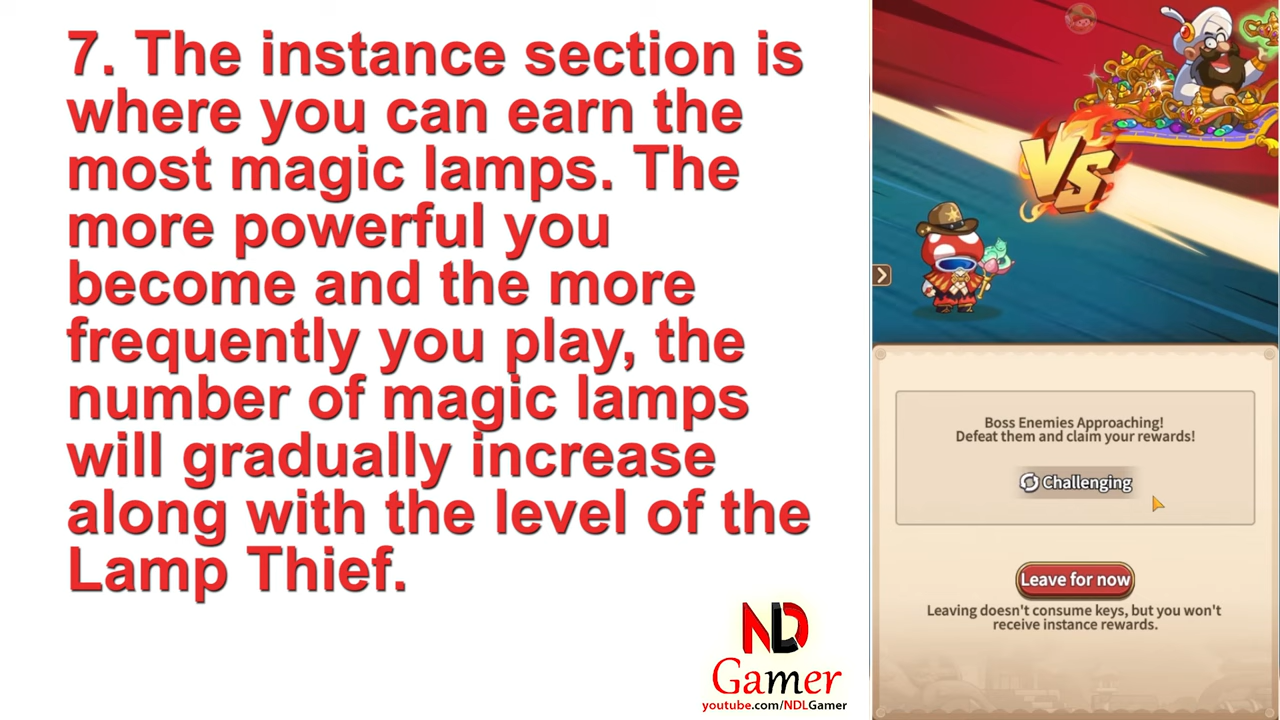 7. The instance section is
where you can earn the
most magic lamps. The
more powerful you
become and the more
frequently you play, the
number of magic lamps
will gradually increase
along with the level of the
Lamp Thief.
ND
Gamer
youtube.com/NDLGamer
VS
Boss Enemies Approaching!
Defeat them and claim your rewards!
Challenging
Leave for now
Leaving doesn't consume keys, but you won't
receive instance rewards.